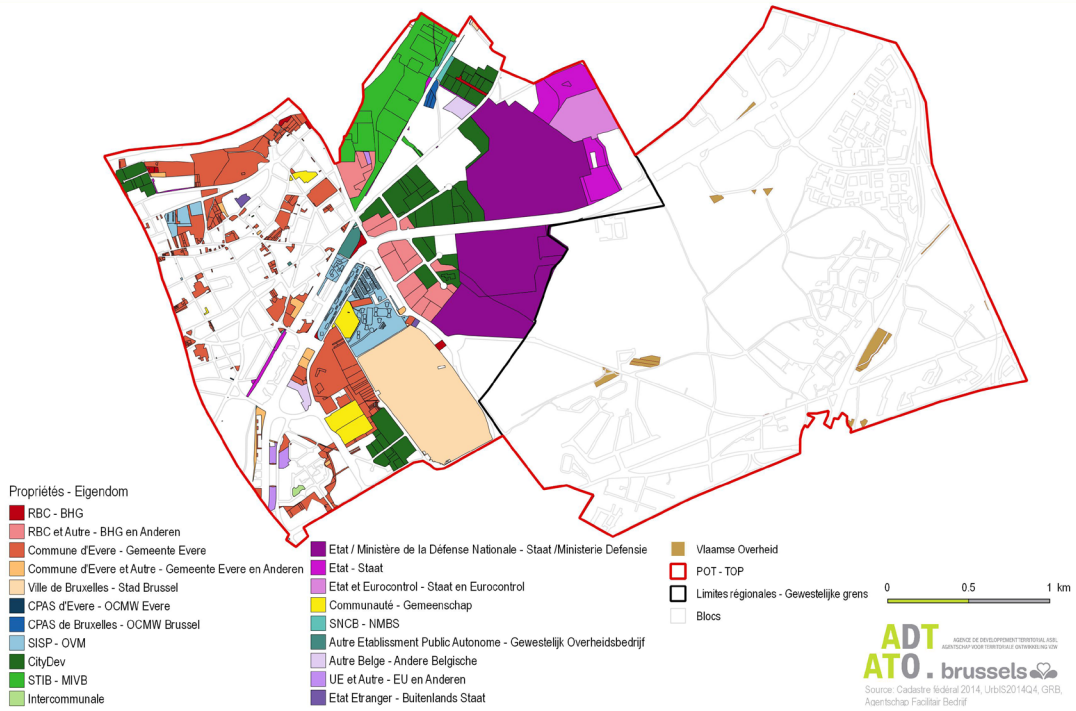 Propriétés - Eigendom
RBC - BHG
RBC et Autre - BHG en Anderen
Commune d'Evere - Gemeente Evere
Commune d'Evere et Autre - Gemeente Evere en Anderen
Ville de Bruxelles - Stad Brussel
CPAS d'Evere - OCMW Evere
CPAS de Bruxelles - OCMW Brussel
SISP - OVM
CityDev
STIB - MIVB
Intercommunale
Etat / Ministère de la Défense Nationale - Staat /Ministerie Defensie
Etat - Staat
Etat et Eurocontrol - Staat en Eurocontrol
Communauté - Gemeenschap
SNCB - NMBS
Autre Etablissment Public Autonome - Gewestelijk Overheidsbedrijf
Autre Belge - Andere Belgische
UE et Autre - EU en Anderen
Etat Etranger - Buitenlands Staat
Vlaamse Overheid
POT - TOP
Limites régionales - Gewestelijke grens
Blocs
0 0.5 1 km
ADT
AGENCE DE DEVELOPPEMENT TERRITORIAL ASBL
AGENTSCHAP VOOR TERRITORIALE ONTWIKKELING VZW
ATO. brussels
Source: Cadastre fédéral 2014, UrbIS2014Q4, GRB,
Agentschap Facilitair Bedrijf